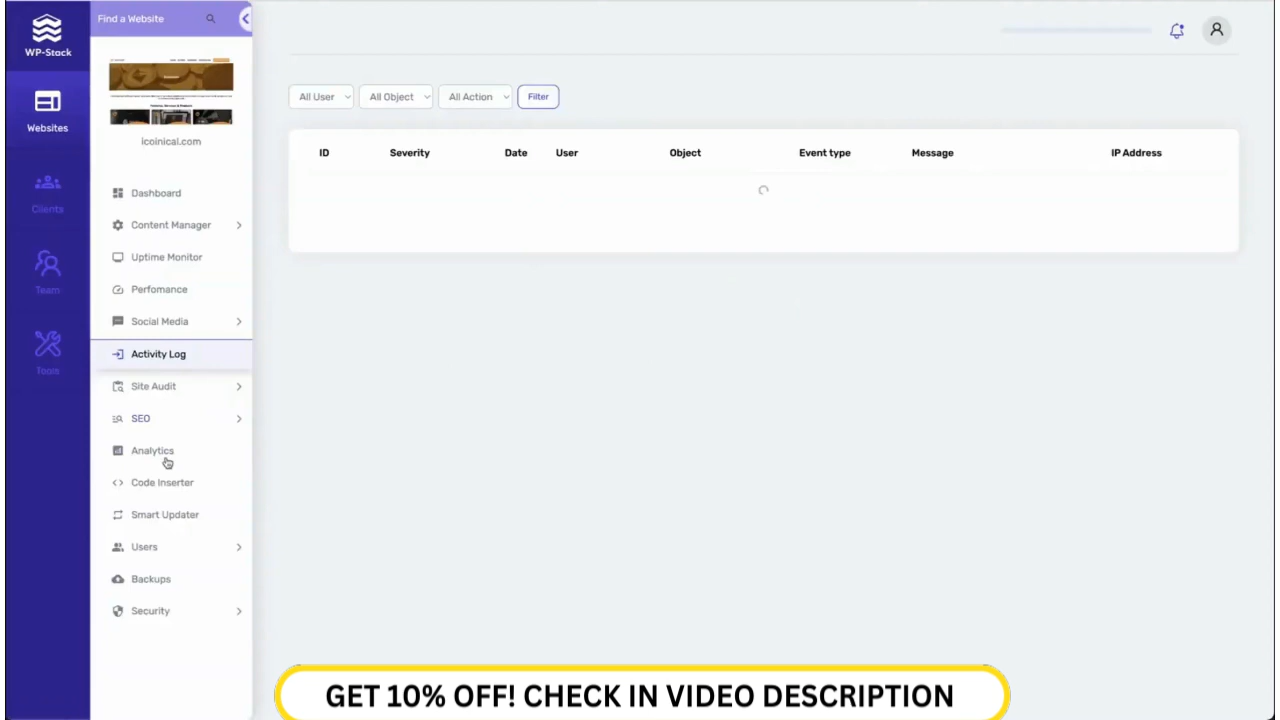 WP-Stack
Websites
Clients
Team
Tools
Find a Website
icoinical.com
Dashboard
Content Manager
Uptime Monitor
Perfomance
Social Media
Activity Log
Site Audit
SEO
Analytics
Code Inserter
Smart Updater
Users
Backups
Security
All User All Object All Action Filter
ID Severity Date User Object Event type Message IP Address
GET 10% OFF! CHECK IN VIDEO DESCRIPTION